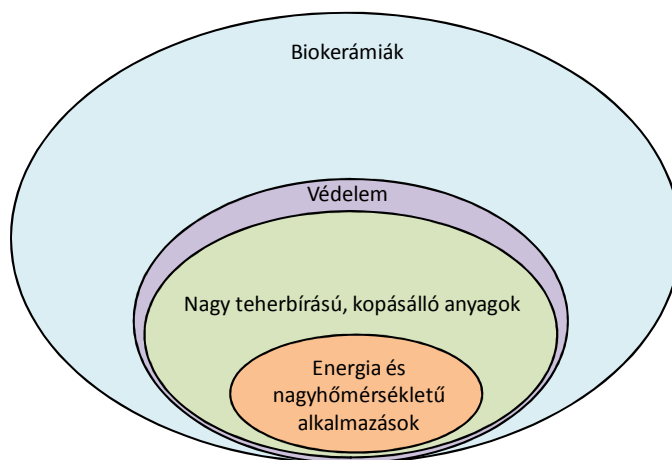 Biokerámiák
Védelem
Nagy teherbírású, kopásálló anyagok
Energia és
nagyhőmérsékletű
alkalmazások